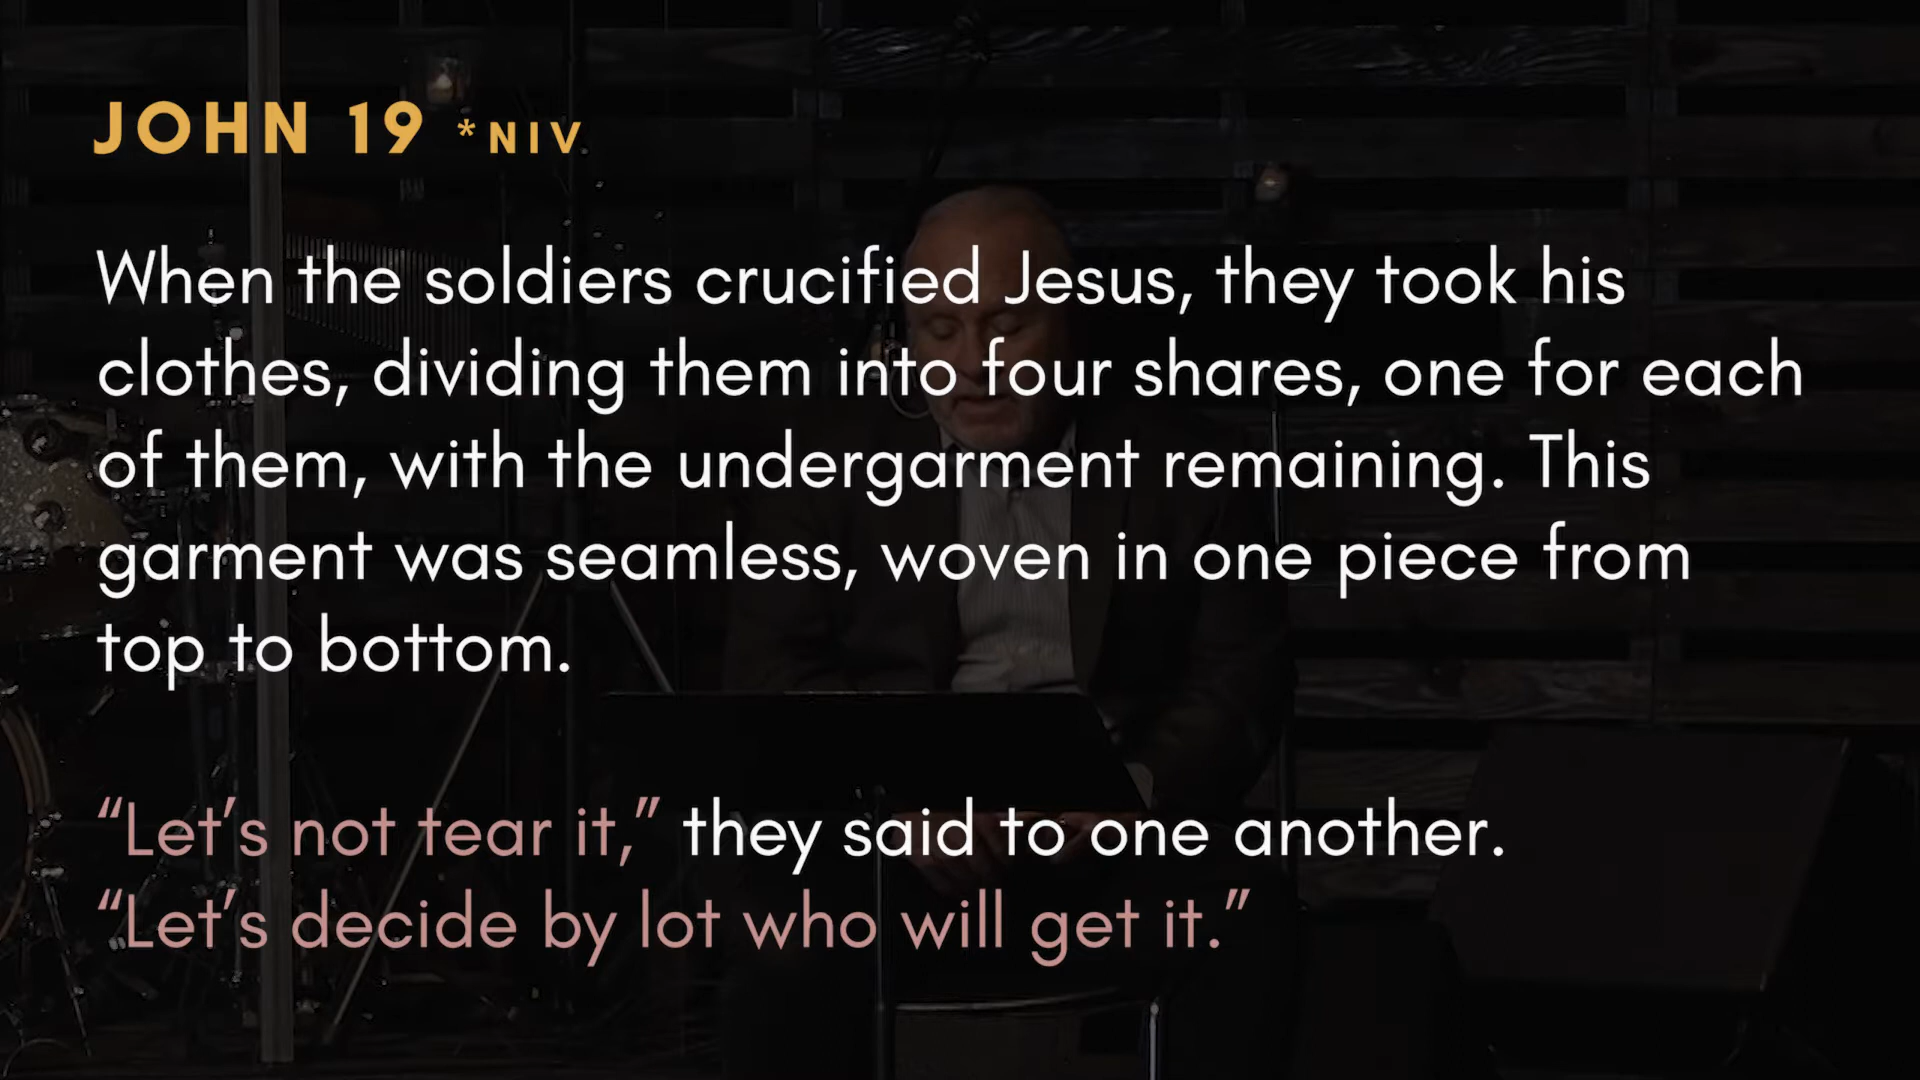 JOHN 19 *NIV
When the soldiers crucified Jesus, they took his
clothes, dividing them into four shares, one for each
of them, with the undergarment remaining. This
garment was seamless, woven in one piece from
top to bottom.
“Let’s not tear it,” they said to one another.
“Let’s decide by lot who will get it.”